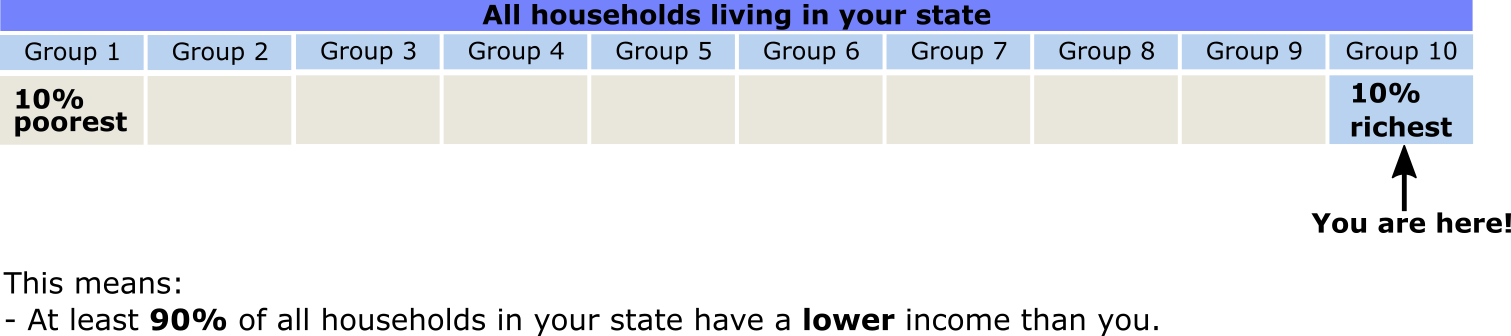 All households living in your state
Group 1 Group 2 Group 3 Group 4 Group 5 Group 6 Group 7 Group 8 Group 9 Group 10
10% poorest
10% richest
You are here!
This means:
- At least 90% of all households in your state have a lower income than you.